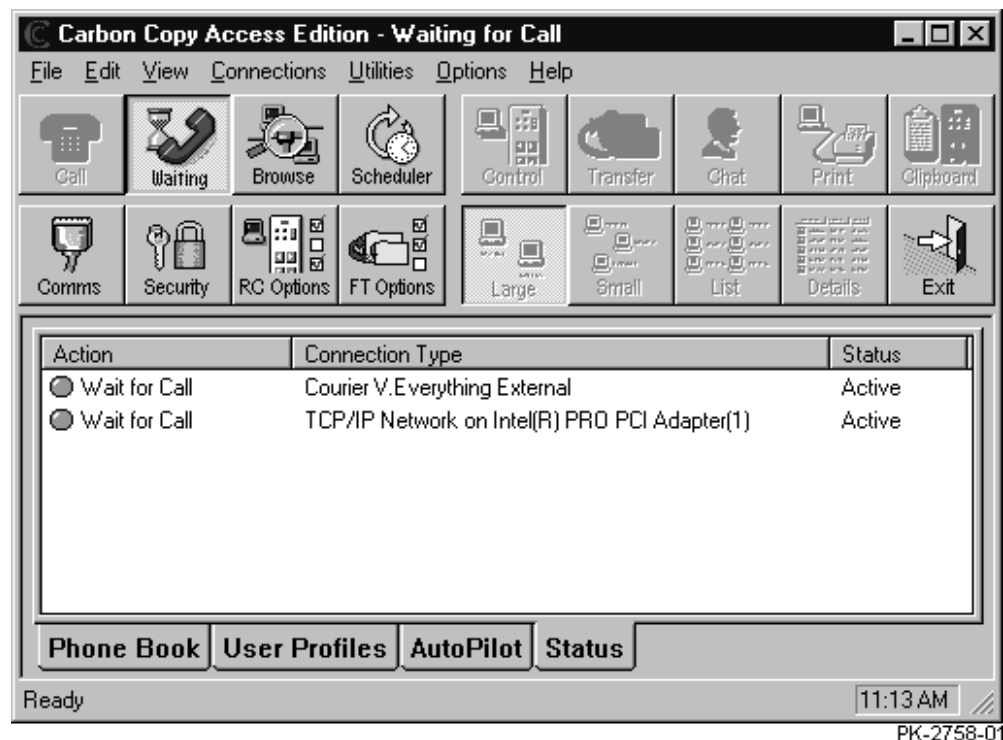 Carbon Copy Access Edition - Waiting for Call
File Edit View Connections Utilities Options Help
Call Waiting Browse Scheduler Control Transfer Chat Print Clipboard
Comms Security RC Options FT Options Large Small List Details Exit
Action Connection Type Status
Wait for Call Courier V.Everything External Active
Wait for Call TCP/IP Network on Intel(R) PRO PCI Adapter(1) Active
Phone Book User Profiles AutoPilot Status
Ready 11:13 AM
PK-2758-01